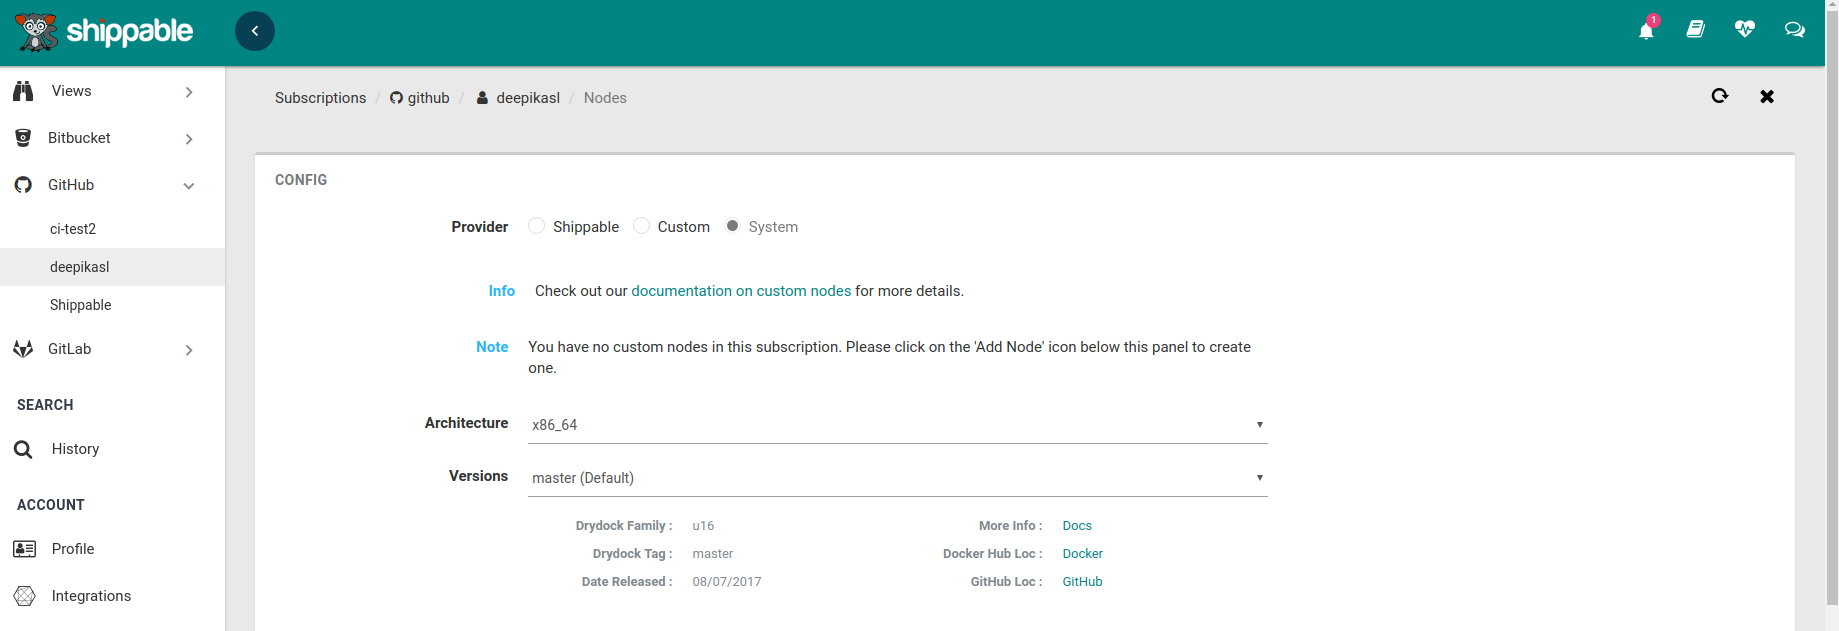 shippable
1
Views
Bitbucket
GitHub
ci-test2
deepikasl
Shippable
GitLab
SEARCH
History
ACCOUNT
Profile
Integrations
Subscriptions / github / deepikasl / Nodes
CONFIG
Provider Shippable Custom System
Info Check out our documentation on custom nodes for more details.
Note You have no custom nodes in this subscription. Please click on the 'Add Node' icon below this panel to create
one.
Architecture x86_64
Versions master (Default)
Drydock Family : u16 More Info : Docs
Drydock Tag : master Docker Hub Loc : Docker
Date Released : 08/07/2017 GitHub Loc : GitHub